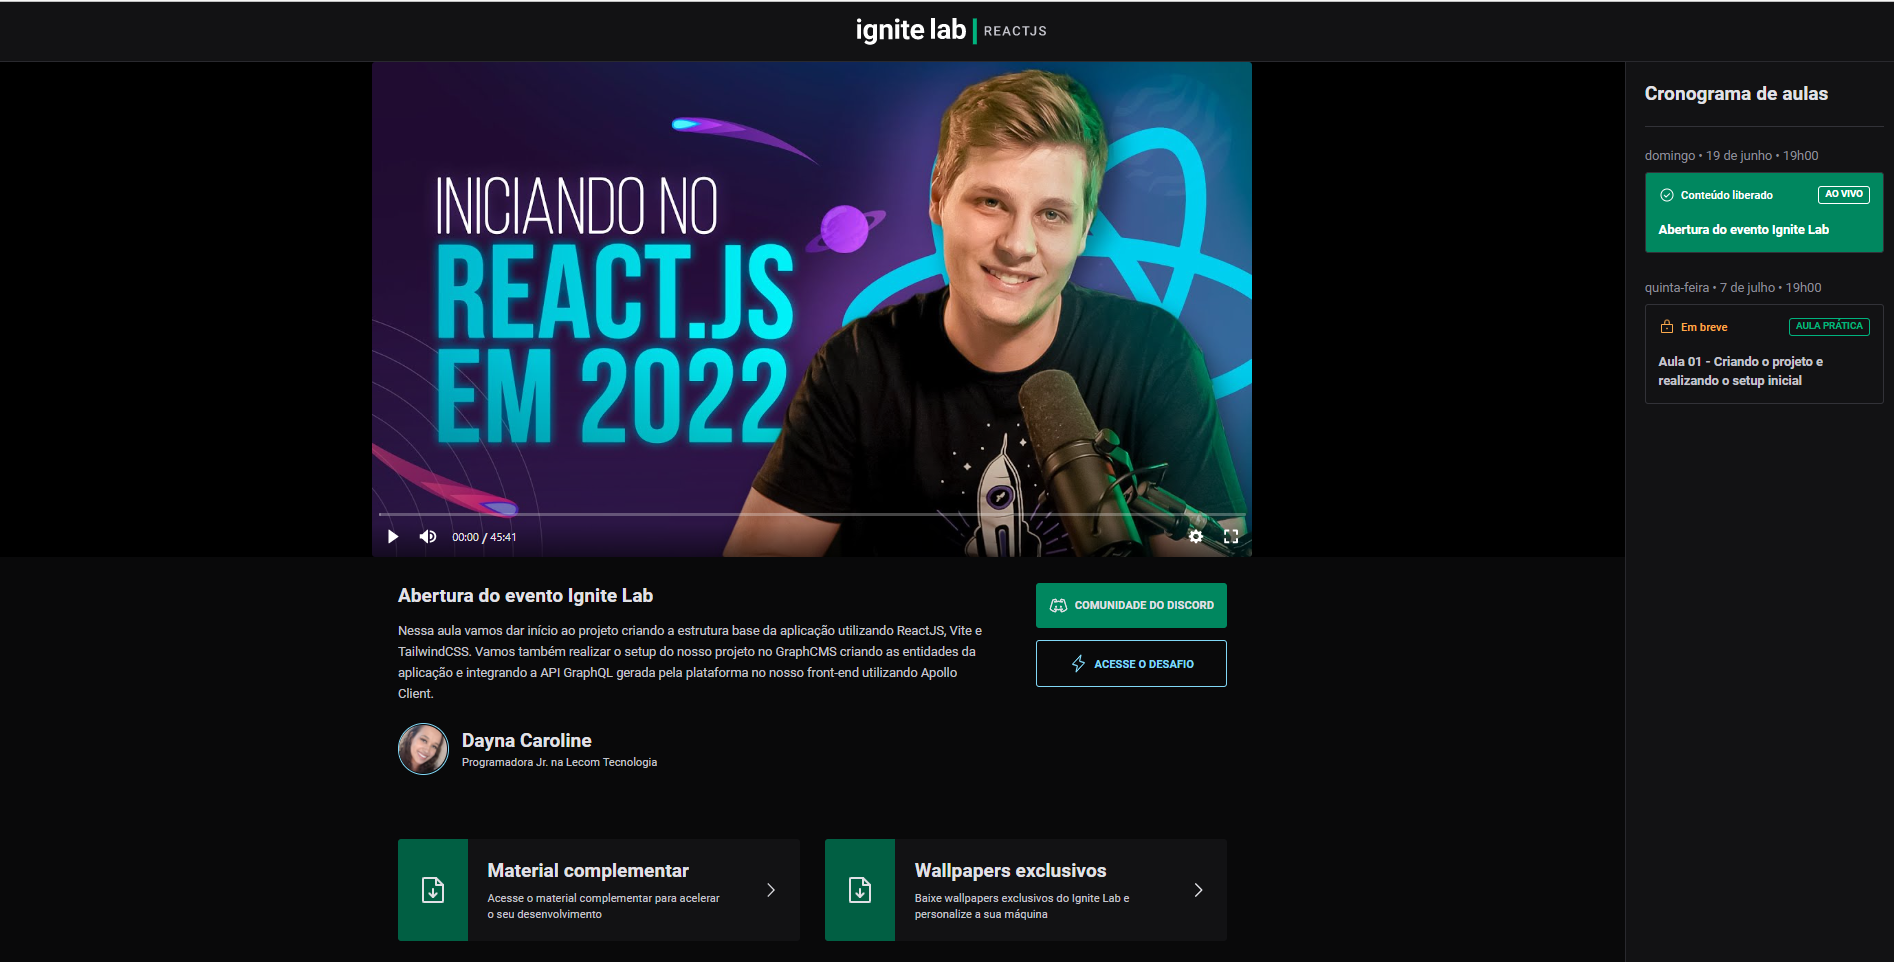 ignite lab | REACTJS
INICIANDO NO
REACT.JS
EM 2022
00:00 / 45:41
Cronograma de aulas
domingo • 19 de junho • 19h00
Conteúdo liberado
AO VIVO
Abertura do evento Ignite Lab
quinta-feira • 7 de julho • 19h00
Em breve
AULA PRÁTICA
Aula 01 - Criando o projeto e
realizando o setup inicial
Abertura do evento Ignite Lab
Nessa aula vamos dar início ao projeto criando a estrutura base da aplicação utilizando ReactJS, Vite e
TailwindCSS. Vamos também realizar o setup do nosso projeto no GraphCMS criando as entidades da
aplicação e integrando a API GraphQL gerada pela plataforma no nosso front-end utilizando Apollo
Client.
COMUNIDADE DO DISCORD
ACESSE O DESAFIO
Dayna Caroline
Programadora Jr. na Lecom Tecnologia
Material complementar
Acesse o material complementar para acelerar
o seu desenvolvimento
Wallpapers exclusivos
Baixe wallpapers exclusivos do Ignite Lab e
personalize a sua máquina